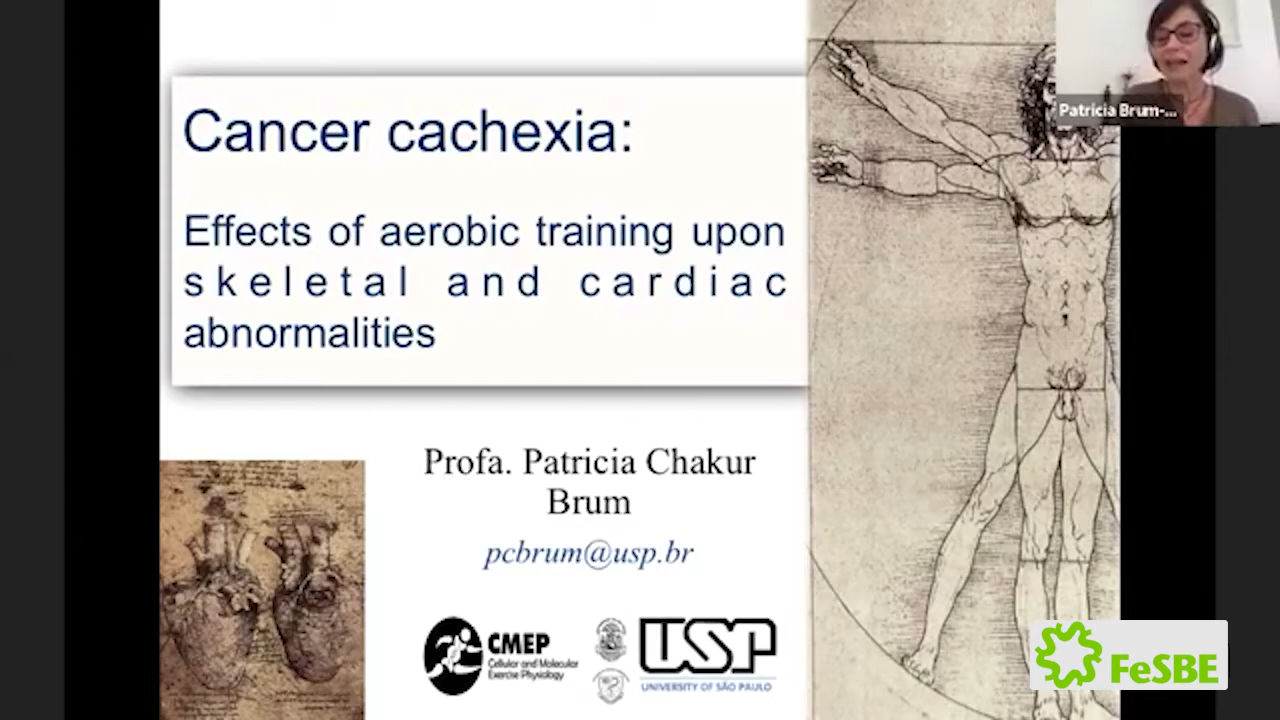 Cancer cachexia:
Effects of aerobic training upon
skeletal and cardiac
abnormalities
Patricia Brum-...
Profa. Patricia Chakur
Brum
pcbrum@usp.br
CMEP
Cellular and Molecular
Exercise Physiology
USP
UNIVERSITY OF SÃO PAULO
FeSBE